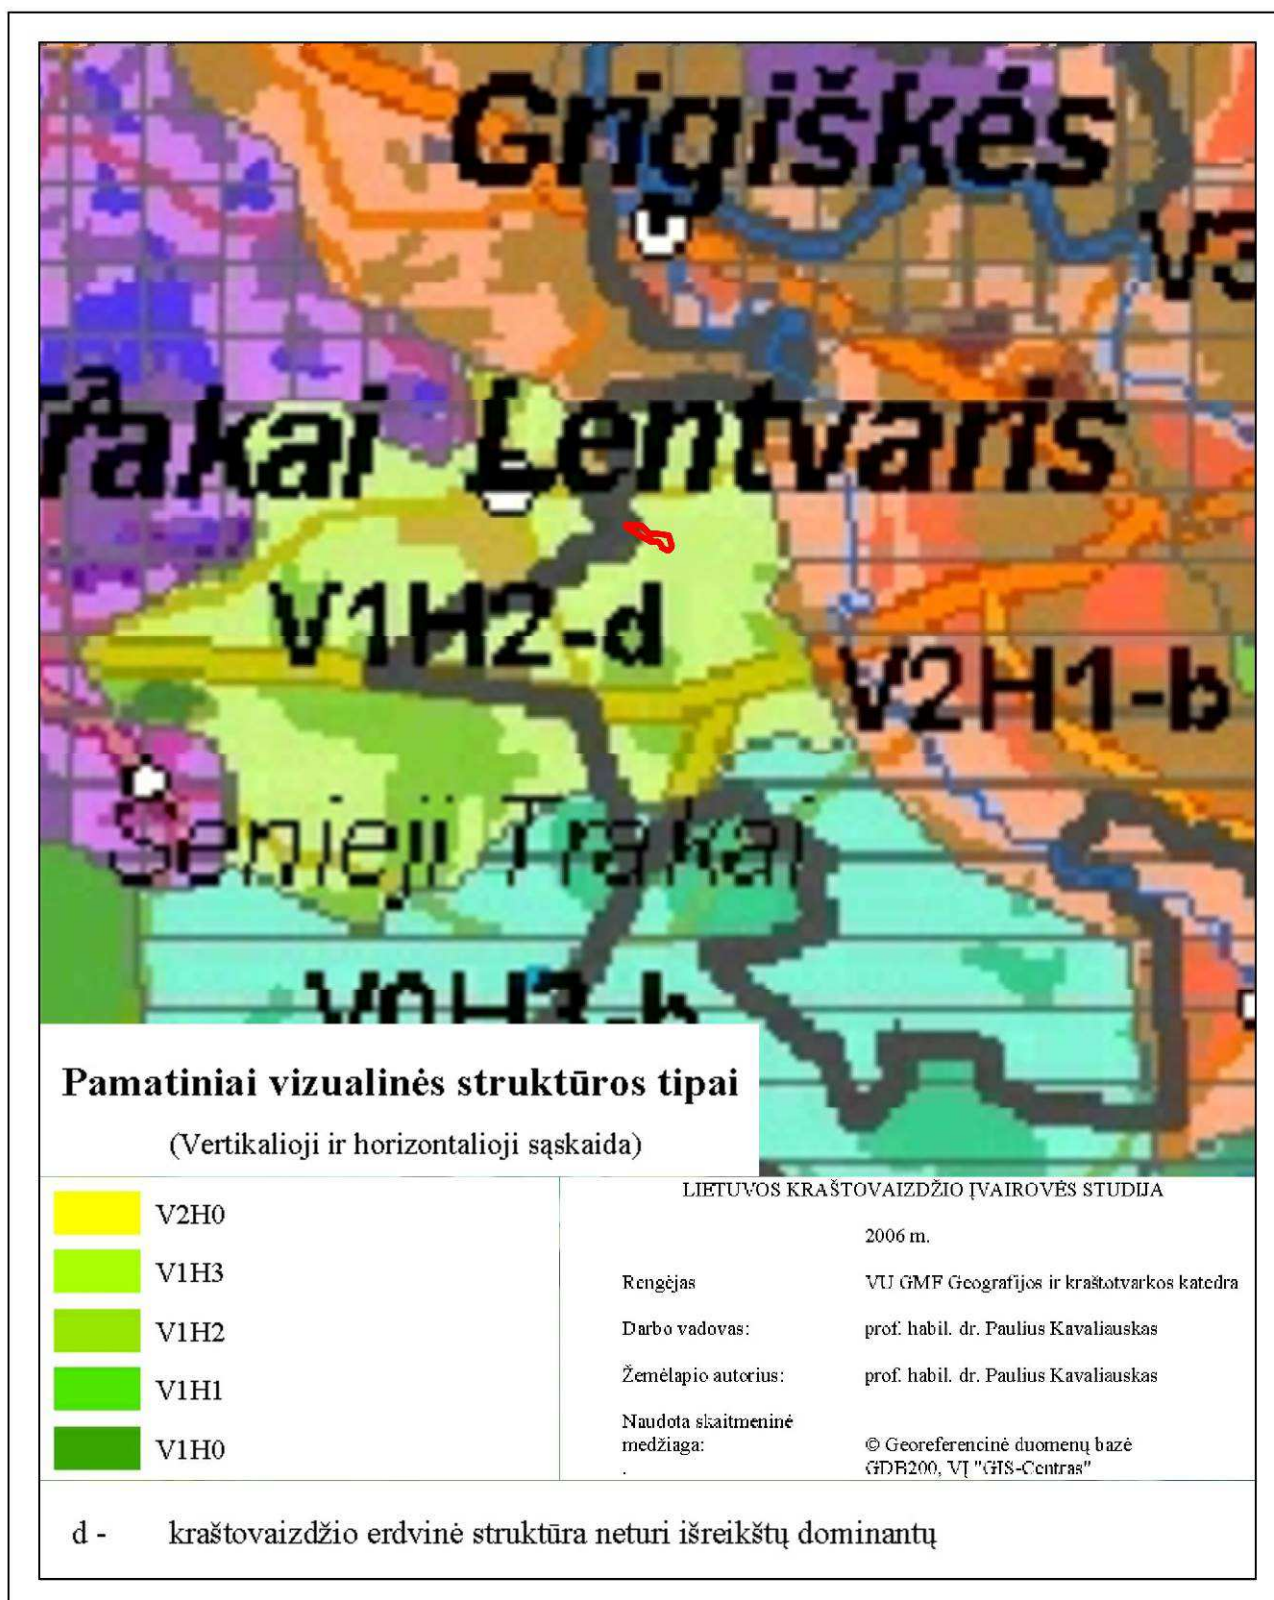 Grigiškės
V3
Trakai Lentvaris
V1H2-d
V2H1-b
Senieji Trakai
V0H3-b
Pamatiniai vizualinės struktūros tipai
(Vertikalioji ir horizontalioji sąskaida)
V2H0
V1H3
V1H2
V1H1
V1H0
LIETUVOS KRAŠTOVAIZDŽIO ĮVAIROVĖS STUDIJA
2006 m.
Rengėjas VU GMF Geografijos ir kraštotvarkos katedra
Darbo vadovas: prof. habil. dr. Paulius Kavaliauskas
Žemėlapio autorius: prof. habil. dr. Paulius Kavaliauskas
Naudota skaitmeninė
medžiaga: © Georeferencinė duomenų bazė
. GDB200, VĮ "GIS-Centras"
d - kraštovaizdžio erdvinė struktūra neturi išreikštų dominantų